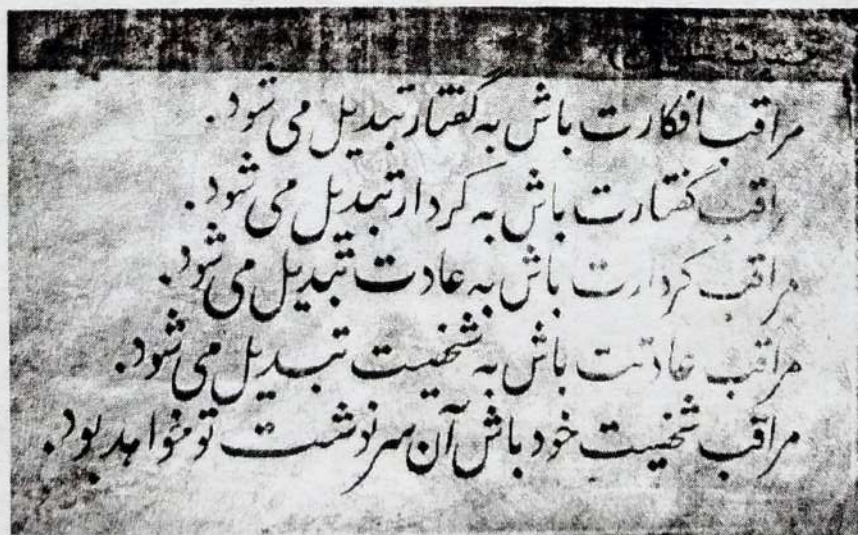 مراقب افکارت باش به گفتار تبدیل می شود.
مراقب گفتارت باش به کردار تبدیل می شود.
مراقب کردارت باش به عادت تبدیل می شود.
مراقب عادتت باش به شخصیت تبدیل می شود.
مراقب شخصیت خود باش آن سرنوشت تو خواهد بود.